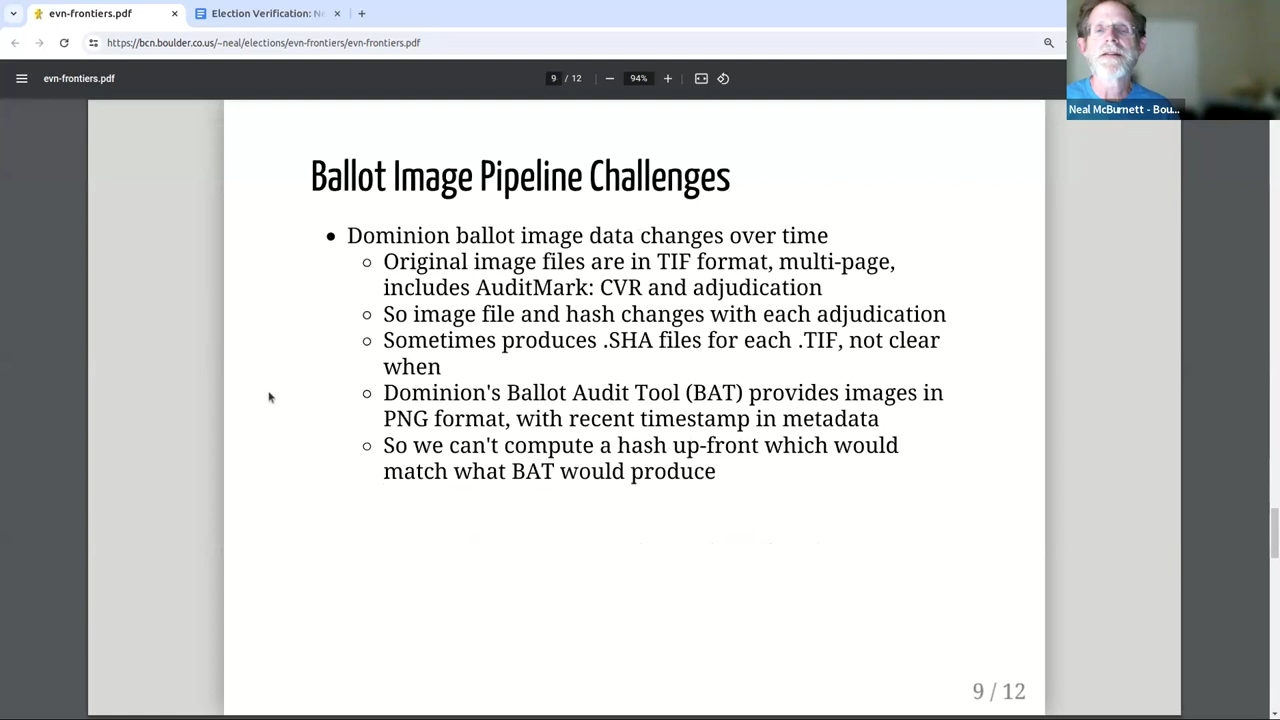 evn-frontiers.pdf
Election Verification: Ne
https://bcn.boulder.co.us/~neal/elections/evn-frontiers/evn-frontiers.pdf
evn-frontiers.pdf
9 / 12
94%
Neal McBurnett - Bou...
Ballot Image Pipeline Challenges
• Dominion ballot image data changes over time
◦ Original image files are in TIF format, multi-page,
includes AuditMark: CVR and adjudication
◦ So image file and hash changes with each adjudication
◦ Sometimes produces .SHA files for each .TIF, not clear
when
◦ Dominion's Ballot Audit Tool (BAT) provides images in
PNG format, with recent timestamp in metadata
◦ So we can't compute a hash up-front which would
match what BAT would produce
9 / 12